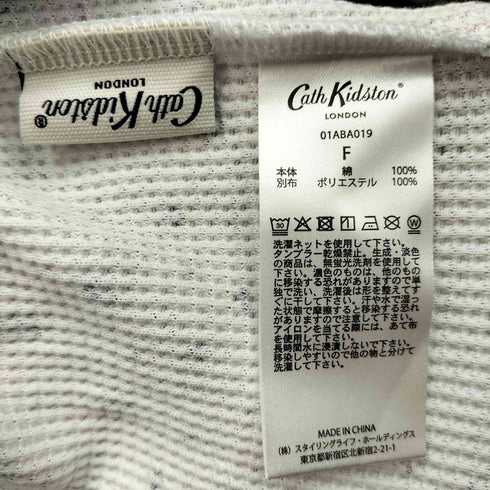 Cath Kidston®
LONDON
Cath Kidston®
LONDON
01ABA019
F
本体 綿 100%
別布 ポリエステル 100%
洗濯ネットを使用して下さい。
タンブラー乾燥禁止。生成・淡色
の商品は、無蛍光洗剤を使用して
下さい。濃色のものは、他のもの
に移染する恐れがありますので単
独で洗い、洗濯後は形を整えてす
ぐに干して下さい。汗や水で湿っ
た状態で摩擦すると移染する恐れ
がありますので注意して下さい。
アイロンを当てる際には、あて布
を使用して下さい。
長時間水に浸漬しないで下さい。
移染しやすいので他の物と分けて
洗って下さい。
MADE IN CHINA
(株)スタイリングライフ・ホールディングス
東京都新宿区新宿2-21-1